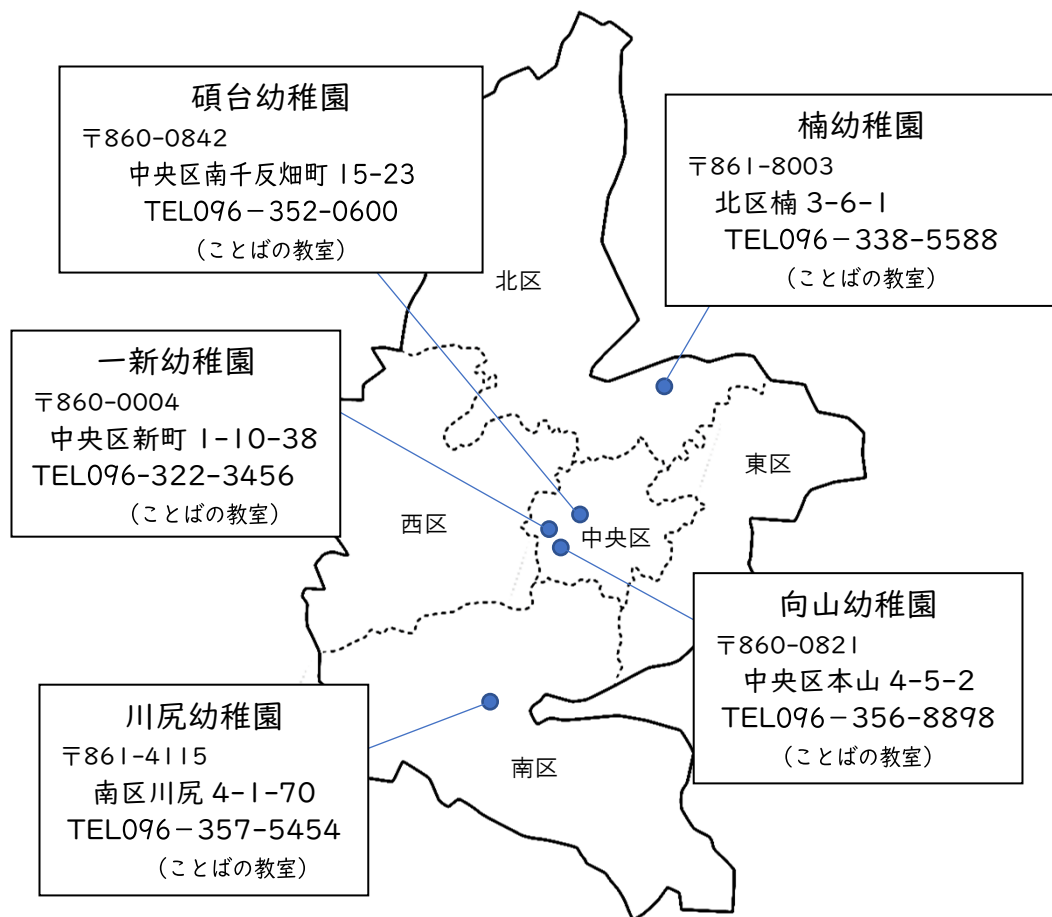 碩台幼稚園
〒860-0842
中央区南千反畑町 15-23
TEL096-352-0600
(ことばの教室)
楠幼稚園
〒861-8003
北区楠 3-6-1
TEL096-338-5588
(ことばの教室)
北区
一新幼稚園
〒860-0004
中央区新町 1-10-38
TEL096-322-3456
(ことばの教室)
東区
西区
中央区
向山幼稚園
〒860-0821
中央区本山 4-5-2
TEL096-356-8898
(ことばの教室)
川尻幼稚園
〒861-4115
南区川尻 4-1-70
TEL096-357-5454
(ことばの教室)
南区